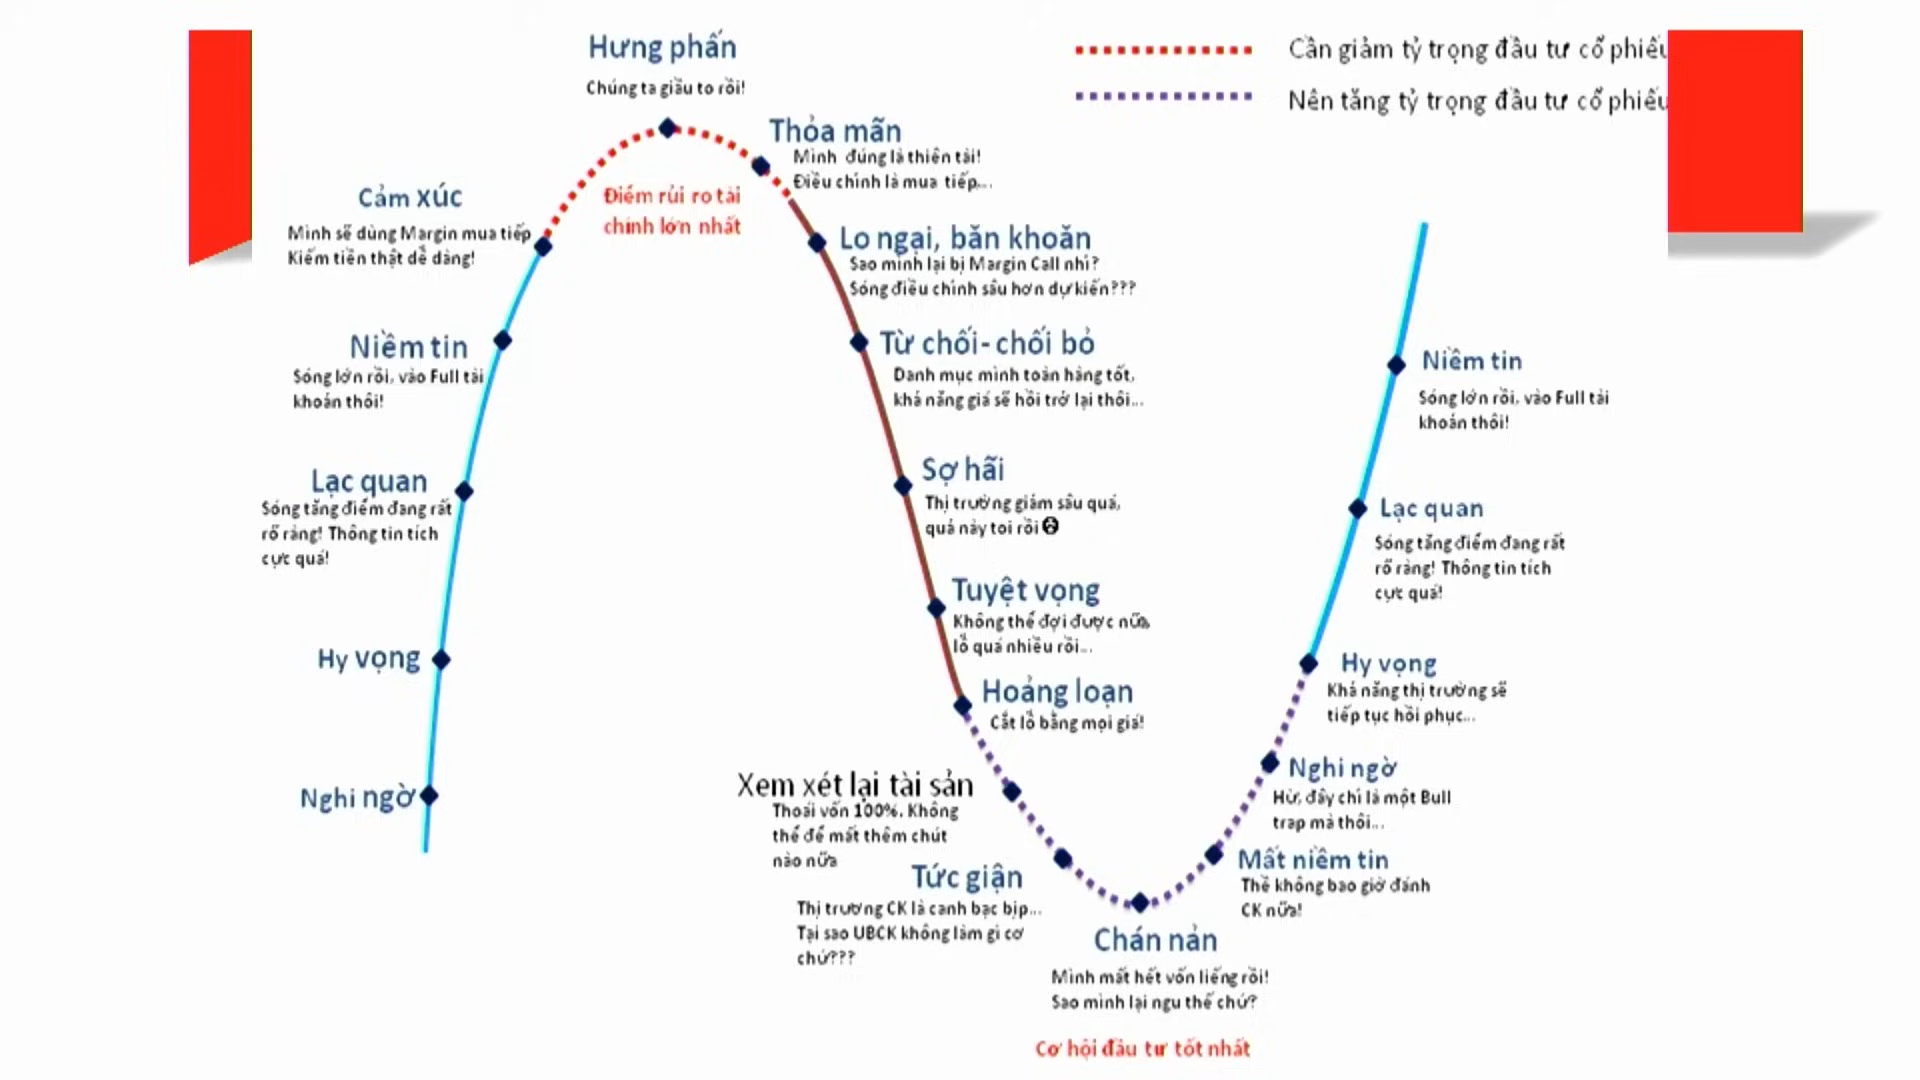 Hưng phấn
Chúng ta giầu to rồi!
Cần giảm tỷ trọng đầu tư cổ phiếu
Nên tăng tỷ trọng đầu tư cổ phiếu
Thỏa mãn
Mình đúng là thiên tài!
Điều chỉnh là mua tiếp...
Điểm rủi ro tài
chính lớn nhất
Cảm xúc
Mình sẽ dùng Margin mua tiếp
Kiếm tiền thật dễ dàng!
Lo ngại, băn khoăn
Sao mình lại bị Margin Call nhỉ?
Sóng điều chỉnh sâu hơn dự kiến???
Niềm tin
Sóng lớn rồi, vào Full tài
khoản thôi!
Từ chối- chối bỏ
Danh mục mình toàn hàng tốt,
khả năng giá sẽ hồi trở lại thôi...
Lạc quan
Sóng tăng điểm đang rất
rõ ràng! Thông tin tích
cực quá!
Sợ hãi
Thị trường giảm sâu quá,
quả này toi rồi
Tuyệt vọng
Không thể đợi được nữa,
lỗ quá nhiều rồi...
Hy vọng
Hoảng loạn
Cắt lỗ bằng mọi giá!
Nghi ngờ
Xem xét lại tài sản
Thoái vốn 100%. Không
thể để mất thêm chút
nào nữa
Tức giận
Thị trường CK là canh bạc bịp...
Tại sao UBCK không làm gì cơ
chứ???
Chán nản
Mình mất hết vốn liếng rồi!
Sao mình lại ngu thế chứ?
Cơ hội đầu tư tốt nhất
Mất niềm tin
Thề không bao giờ đánh
CK nữa!
Nghi ngờ
Hừ, đây chỉ là một Bull
trap mà thôi...
Hy vọng
Khả năng thị trường sẽ
tiếp tục hồi phục...
Lạc quan
Sóng tăng điểm đang rất
rõ ràng! Thông tin tích
cực quá!
Niềm tin
Sóng lớn rồi, vào Full tài
khoản thôi!